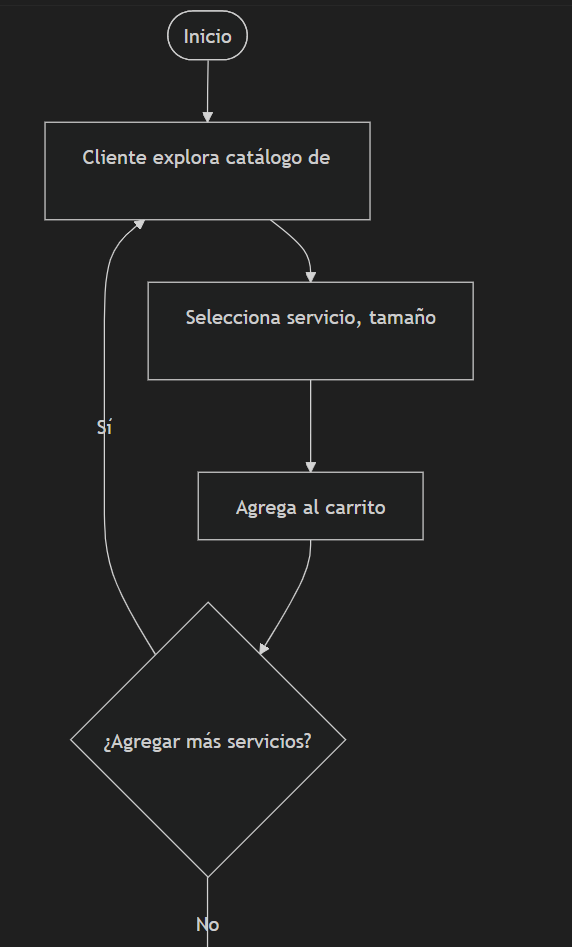 Inicio
Cliente explora catálogo de
Selecciona servicio, tamaño
Sí
Agrega al carrito
¿Agregar más servicios?
No